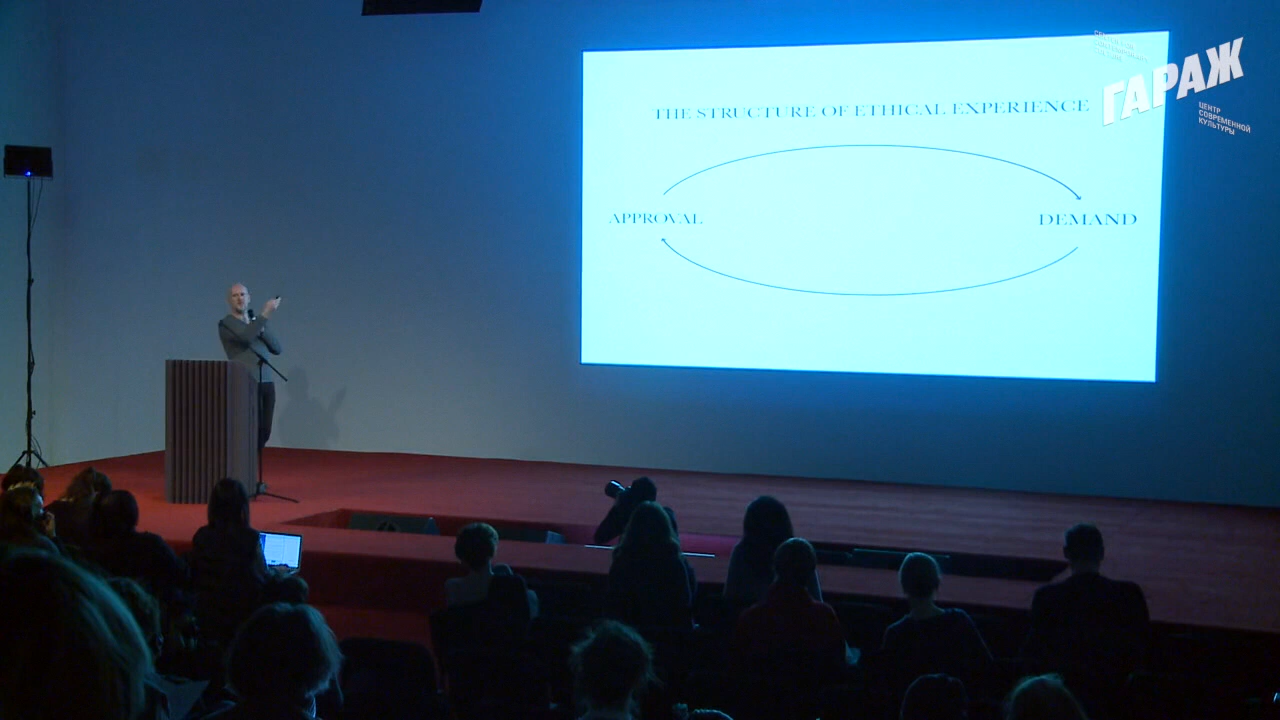 THE STRUCTURE OF ETHICAL EXPERIENCE
APPROVAL
DEMAND
ГАРАЖ
ЦЕНТР
СОВРЕМЕННОЙ
КУЛЬТУРЫ